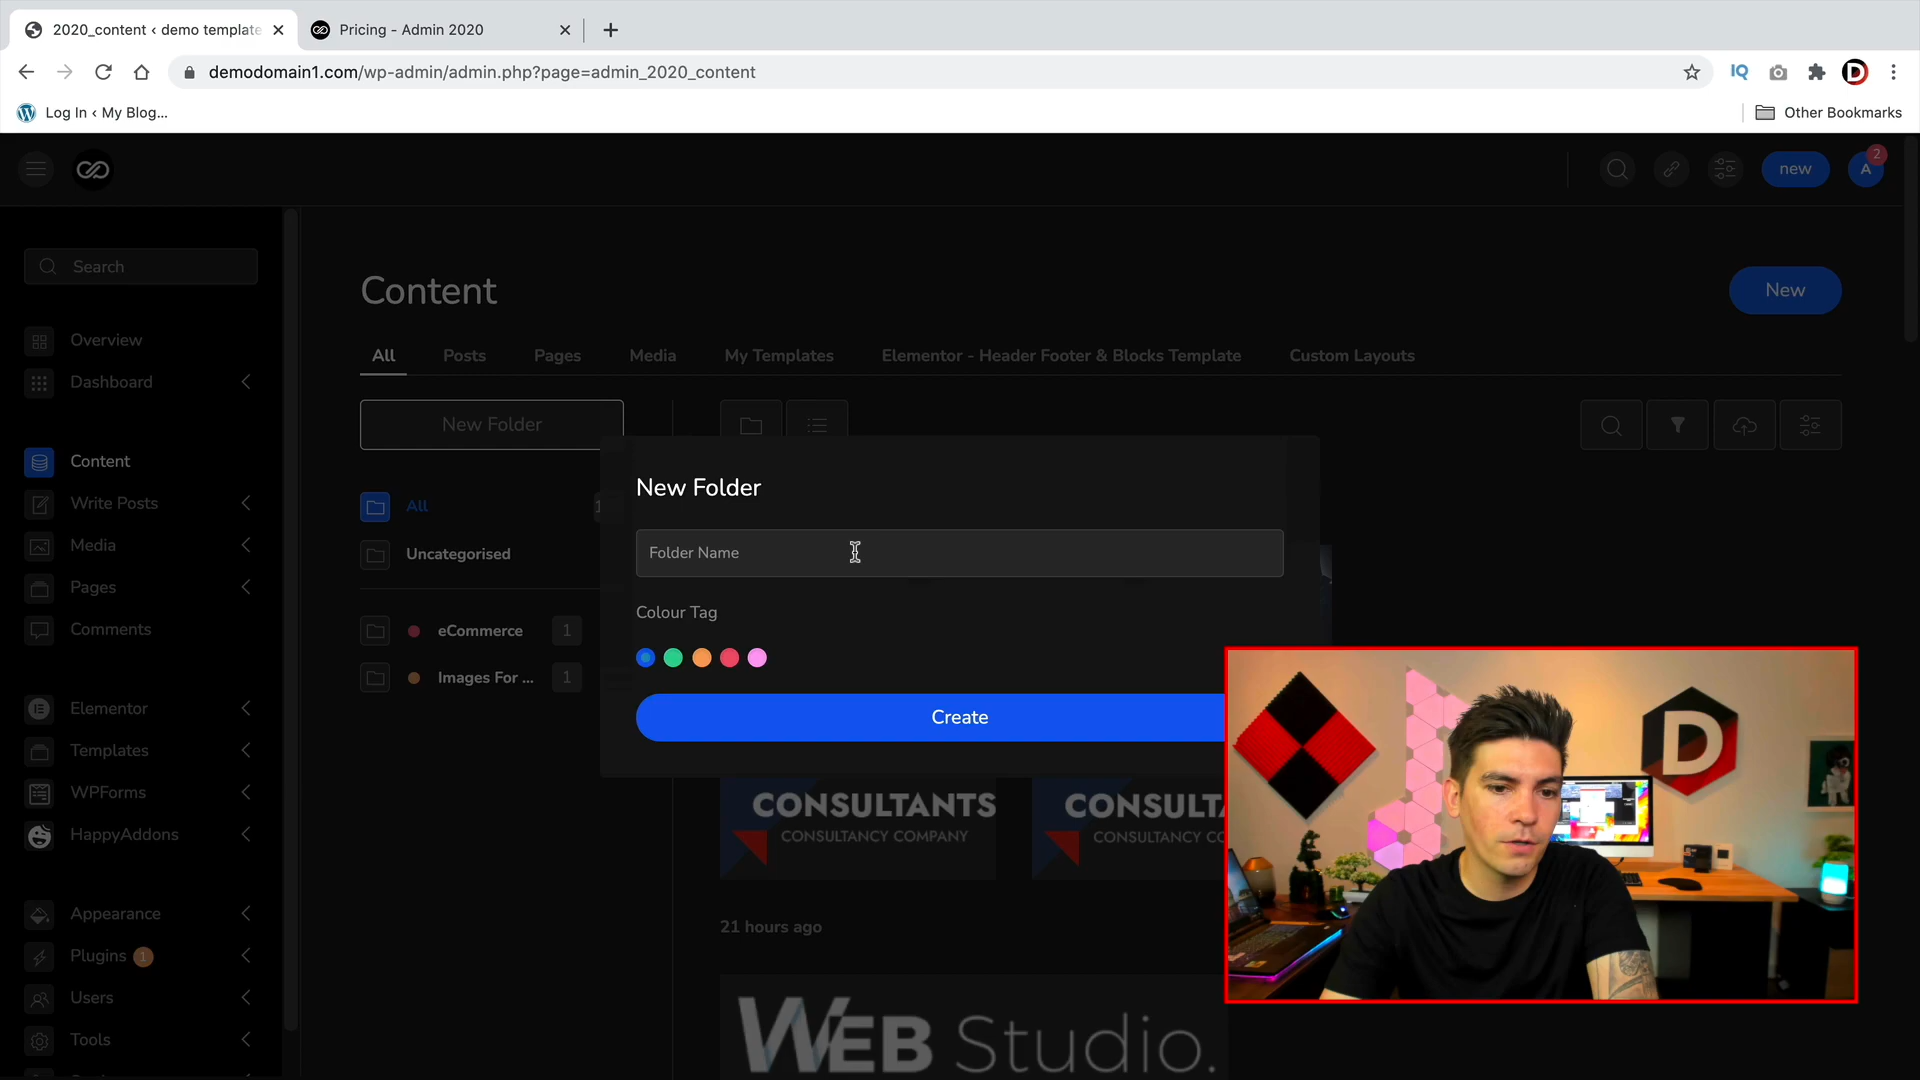 2020_content ‹ demo template
Pricing - Admin 2020
demodomain1.com/wp-admin/admin.php?page=admin_2020_content
IQ
D
Log In ‹ My Blog...
Other Bookmarks
new
A
2
Search
Content
New
Overview
Dashboard
All
Posts
Pages
Media
My Templates
Elementor - Header Footer & Blocks Template
Custom Layouts
New Folder
Content
Write Posts
Media
Pages
Comments
All
1
Uncategorised
eCommerce
1
Images For ...
1
New Folder
Folder Name
Colour Tag
Create
Elementor
Templates
WPForms
HappyAddons
CONSULTANTS
CONSULTANCY COMPANY
CONSULTA
CONSULTANCY CO
21 hours ago
WEB Studio.
Appearance
Plugins
1
Users
Tools
D